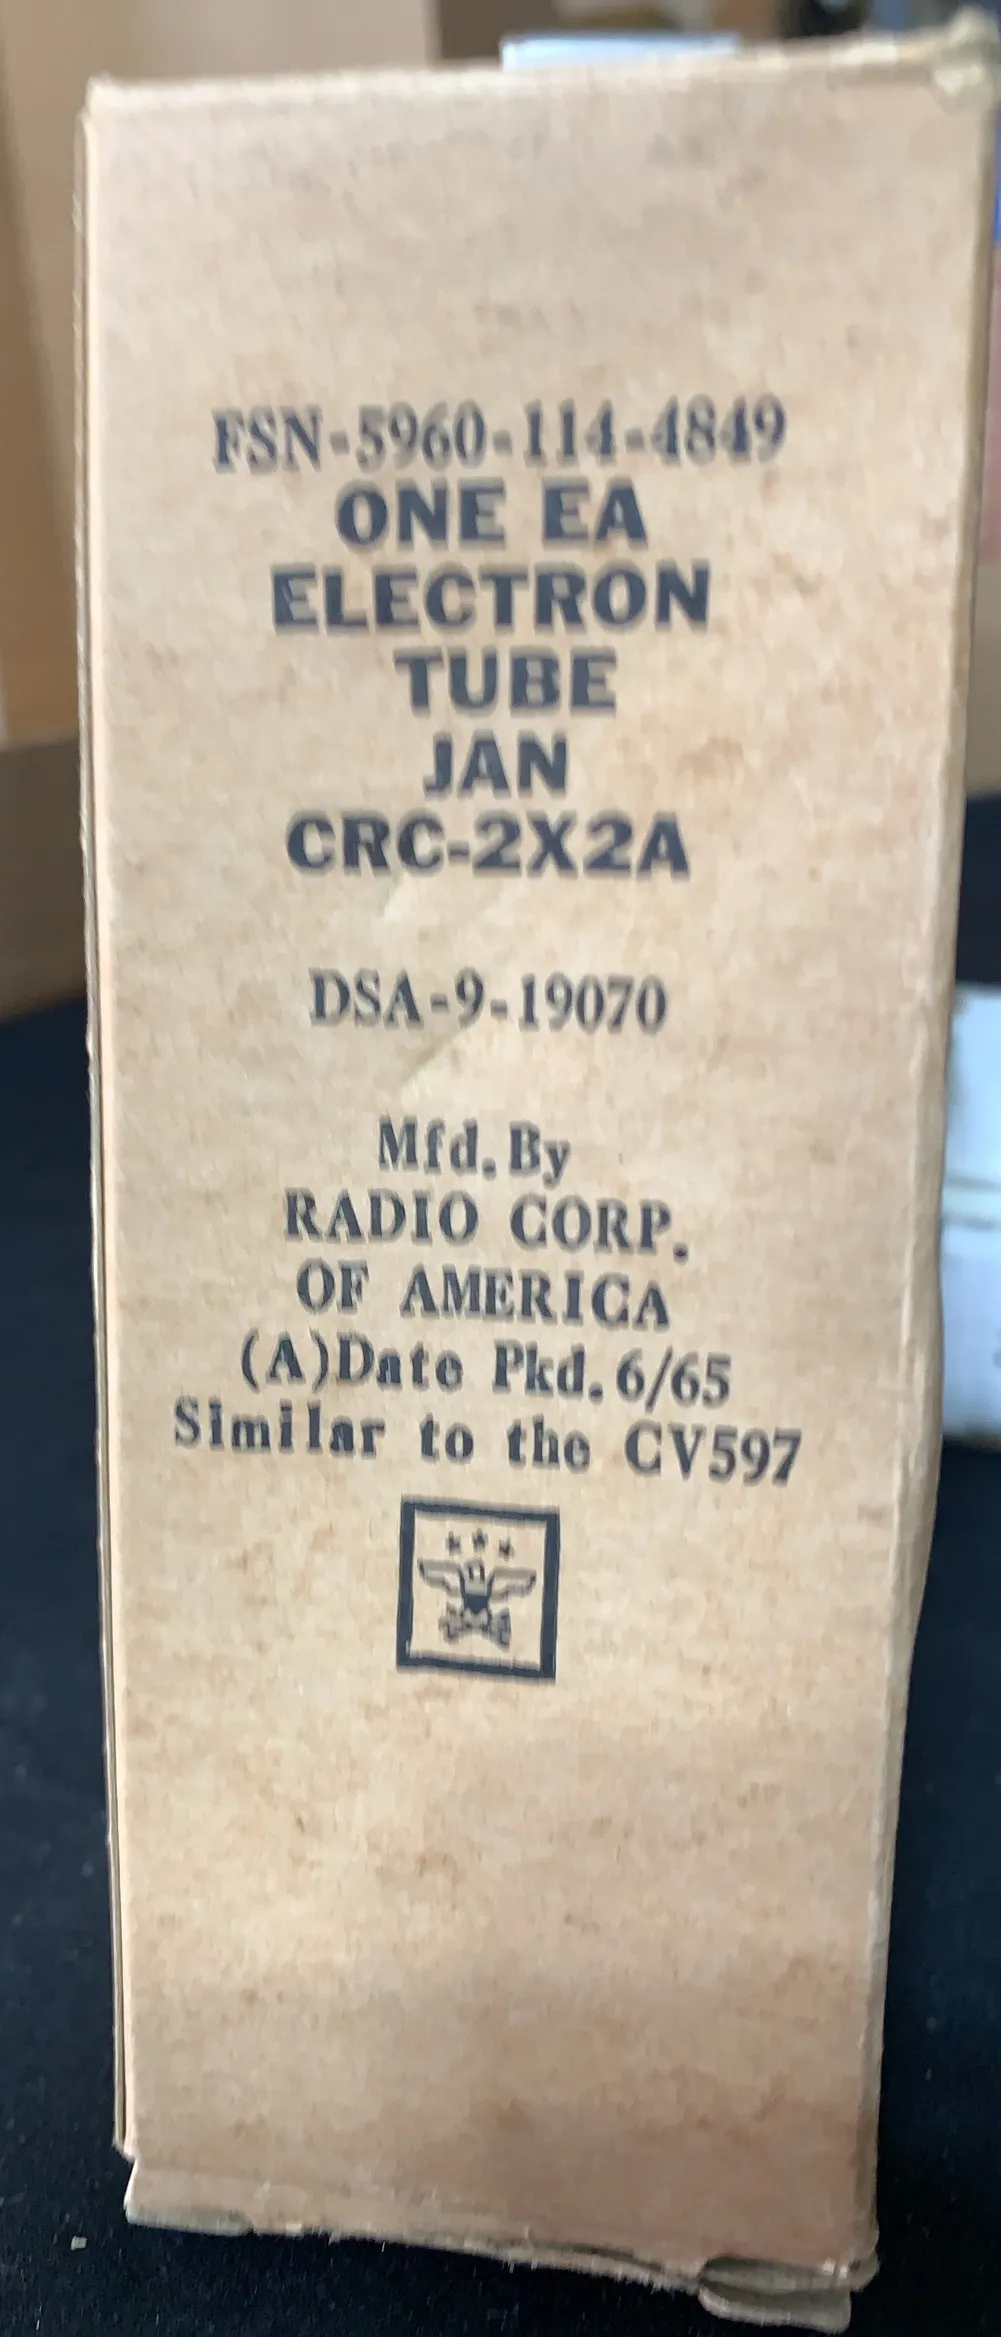 FSN-5960-114-4849
ONE EA
ELECTRON
TUBE
JAN
CRC-2X2A
DSA-9-19070
Mfd. By
RADIO CORP.
OF AMERICA
(A)Date Pkd. 6/65
Similar to the CV597